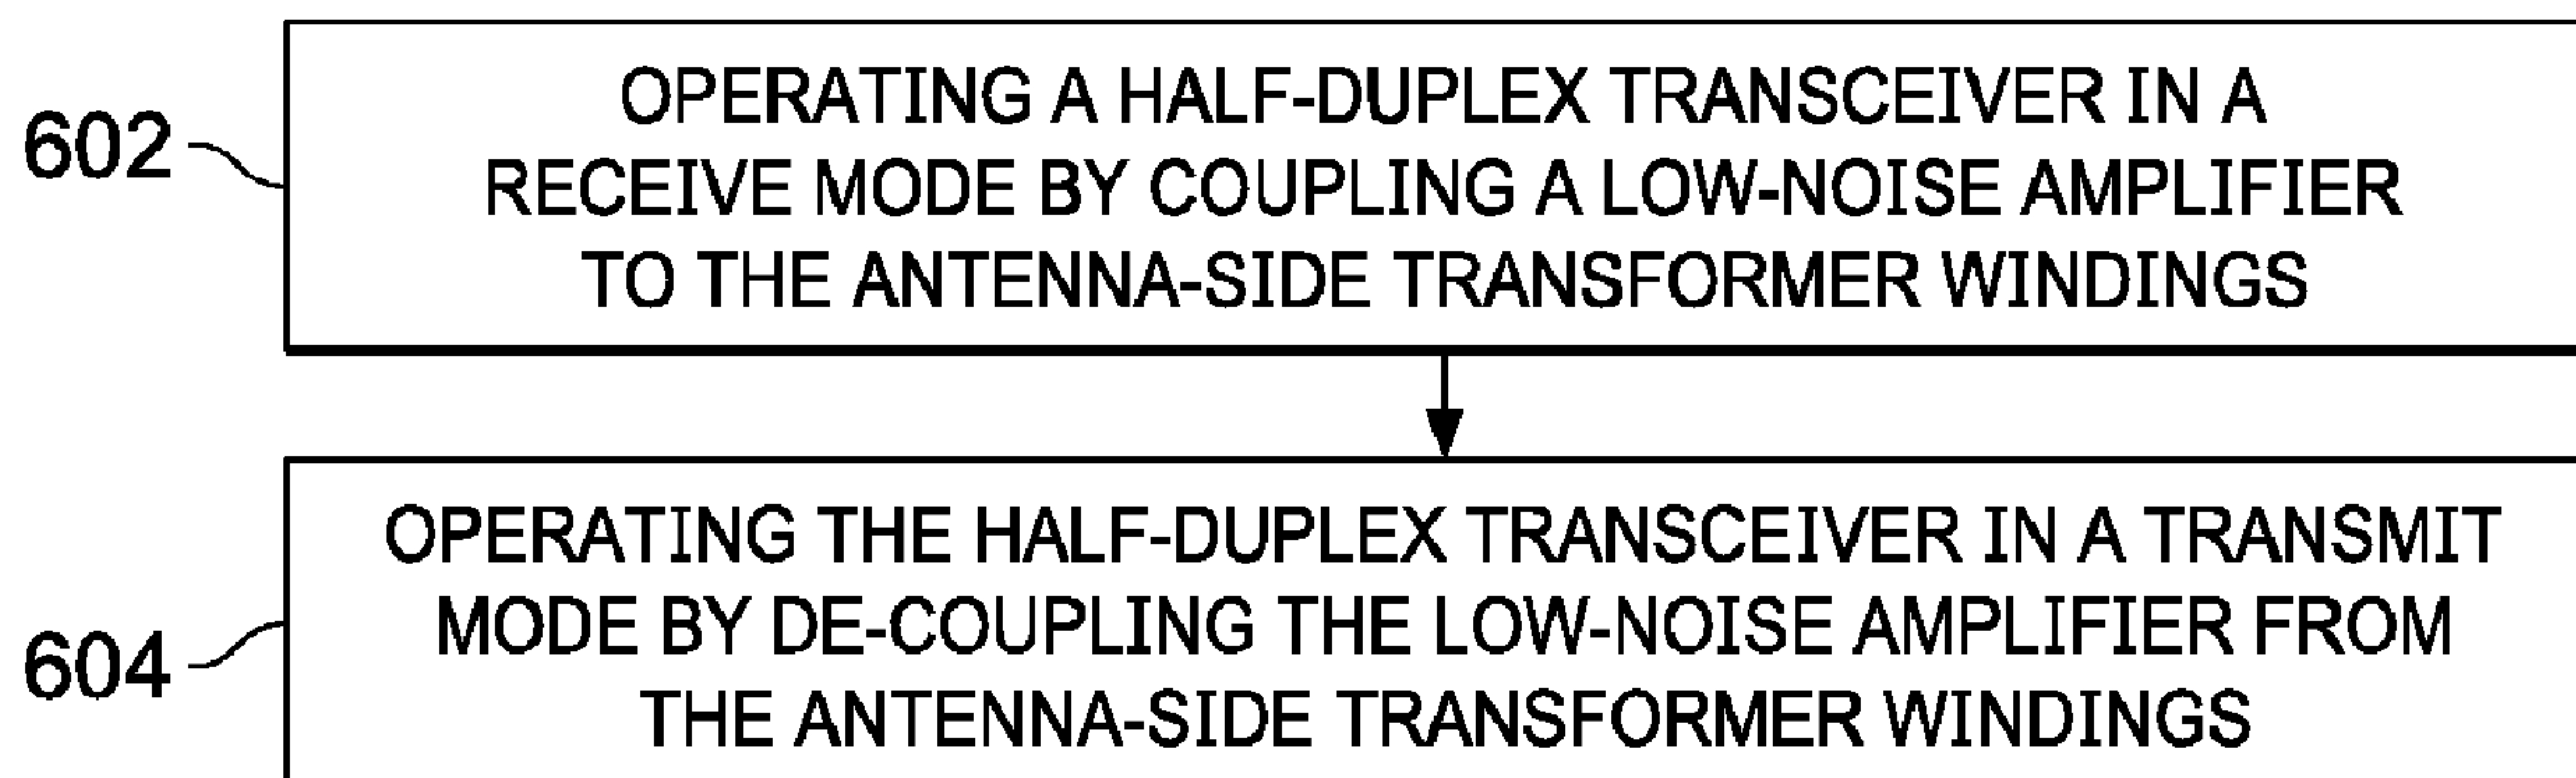 602
OPERATING A HALF-DUPLEX TRANSCEIVER IN A
RECEIVE MODE BY COUPLING A LOW-NOISE AMPLIFIER
TO THE ANTENNA-SIDE TRANSFORMER WINDINGS
604
OPERATING THE HALF-DUPLEX TRANSCEIVER IN A TRANSMIT
MODE BY DE-COUPLING THE LOW-NOISE AMPLIFIER FROM
THE ANTENNA-SIDE TRANSFORMER WINDINGS